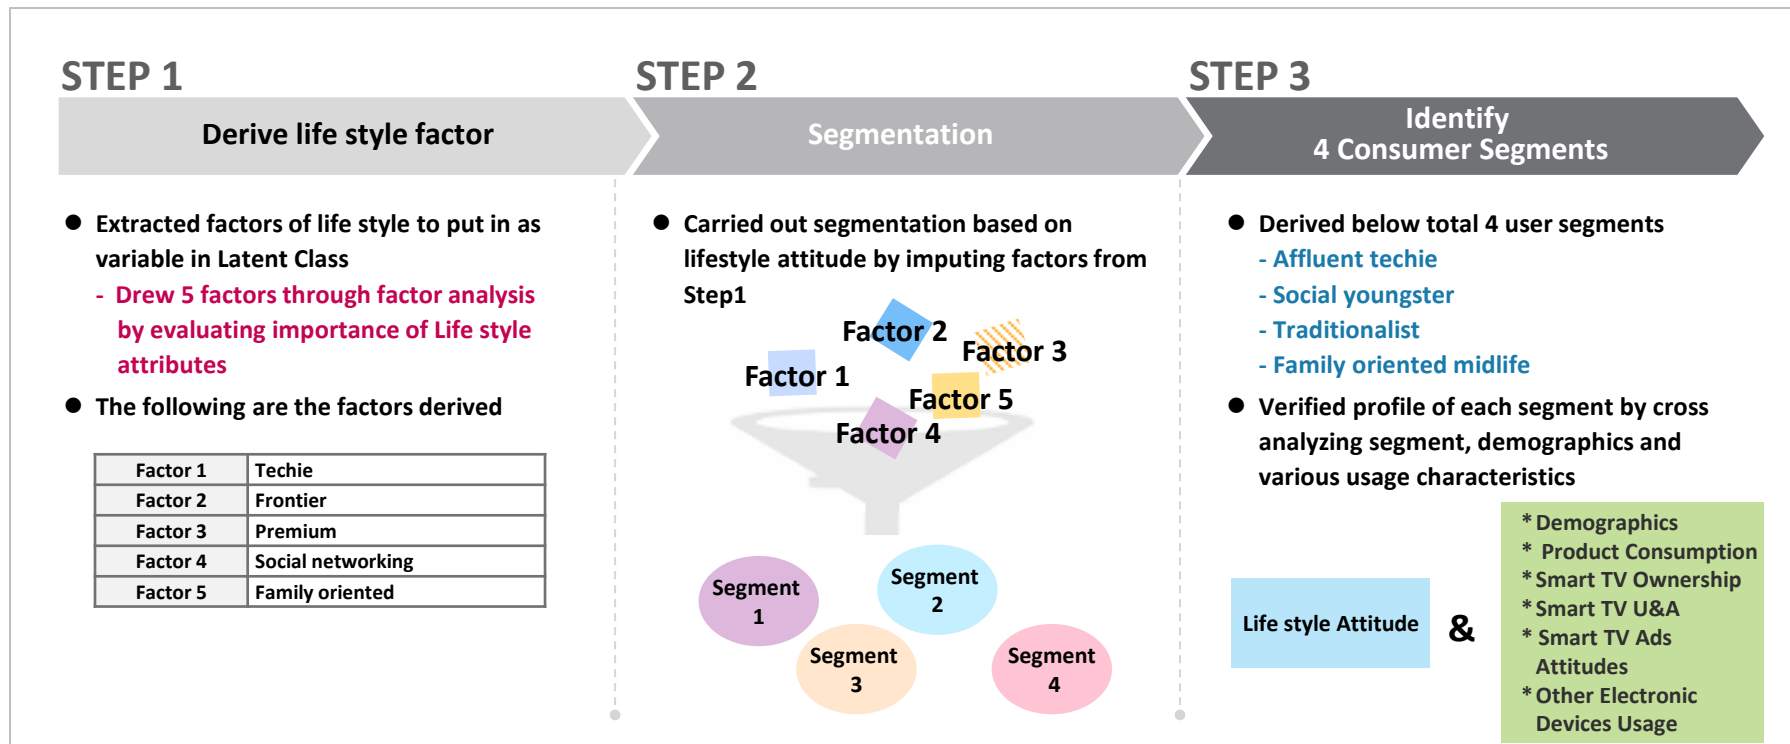 STEP 1
Derive life style factor
● Extracted factors of life style to put in as
variable in Latent Class
- Drew 5 factors through factor analysis
by evaluating importance of Life style
attributes
● The following are the factors derived
Factor 1 Techie
Factor 2 Frontier
Factor 3 Premium
Factor 4 Social networking
Factor 5 Family oriented
STEP 2
Segmentation
● Carried out segmentation based on
lifestyle attitude by imputing factors from
Step1
Factor 2
Factor 3
Factor 1
Factor 5
Factor 4
Segment
1
Segment
2
Segment
3
Segment
4
STEP 3
Identify
4 Consumer Segments
● Derived below total 4 user segments
- Affluent techie
- Social youngster
- Traditionalist
- Family oriented midlife
● Verified profile of each segment by cross
analyzing segment, demographics and
various usage characteristics
Life style Attitude
&
* Demographics
* Product Consumption
* Smart TV Ownership
* Smart TV U&A
* Smart TV Ads
Attitudes
* Other Electronic
Devices Usage